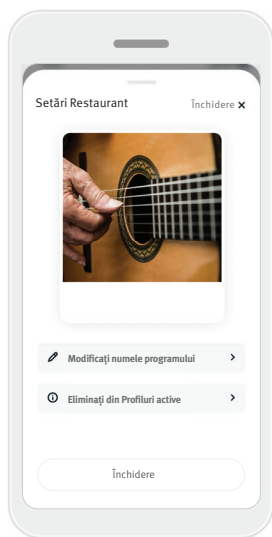 Setări Restaurant
Închidere ×
Modificați numele programului
Eliminați din Profiluri active
Închidere